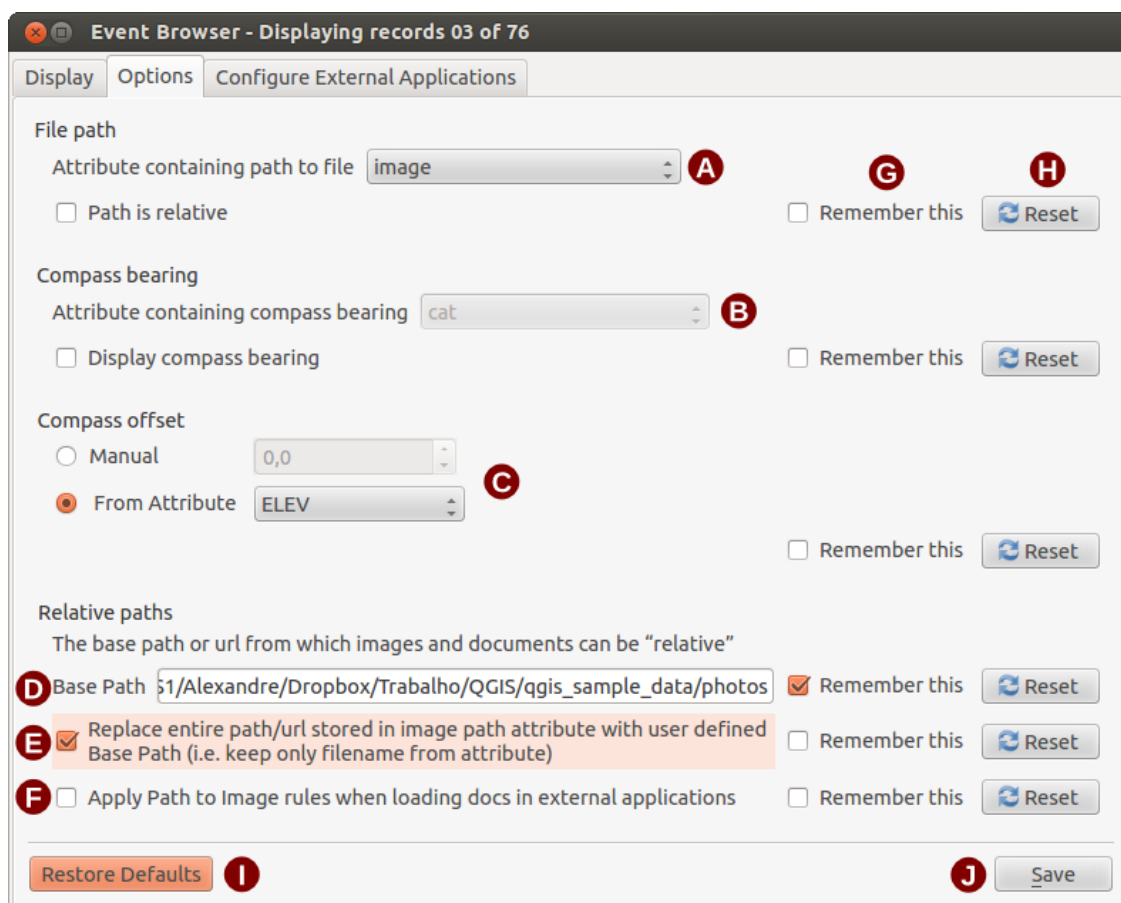 Event Browser - Displaying records 03 of 76
Display Options Configure External Applications
File path
Attribute containing path to file image A
G H
Path is relative Remember this Reset
Compass bearing
Attribute containing compass bearing cat B
Display compass bearing Remember this Reset
Compass offset
Manual 0,0
C
From Attribute ELEV
Remember this Reset
Relative paths
The base path or url from which images and documents can be “relative”
D Base Path /Alexandre/Dropbox/Trabalho/QGIS/qgis_sample_data/photos Remember this Reset
E Replace entire path/url stored in image path attribute with user defined
Base Path (i.e. keep only filename from attribute) Remember this Reset
F Apply Path to Image rules when loading docs in external applications Remember this Reset
Restore Defaults I J Save